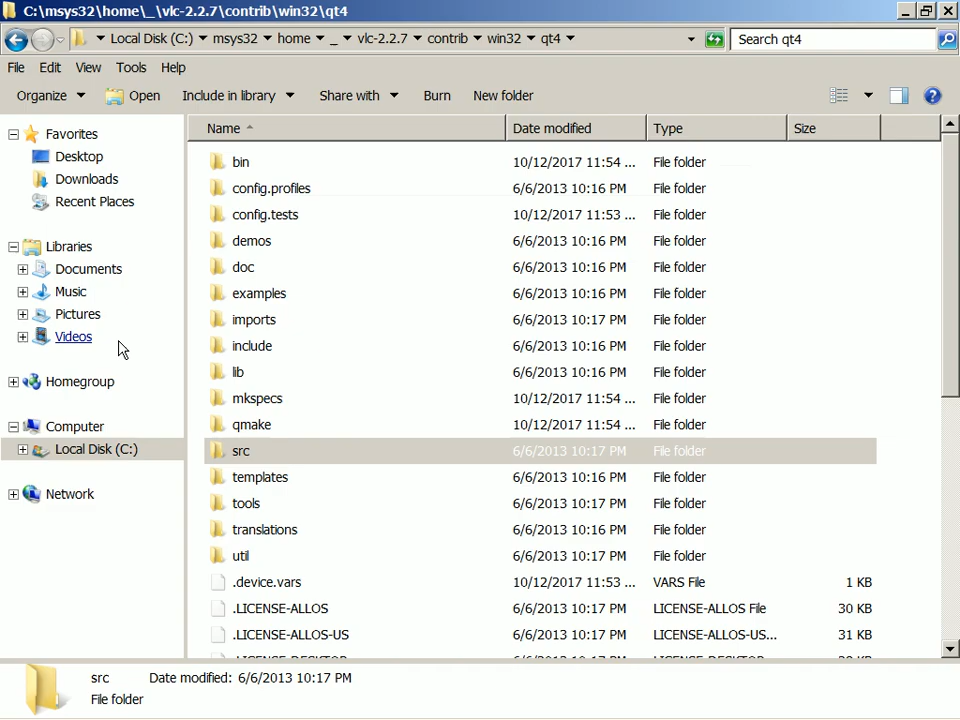 C:\msys32\home\_\vlc-2.2.7\contrib\win32\qt4
Local Disk (C:) msys32 home _ vlc-2.2.7 contrib win32 qt4 Search qt4
File Edit View Tools Help
Organize Open Include in library Share with Burn New folder
Favorites
Desktop
Downloads
Recent Places
Libraries
Documents
Music
Pictures
Videos
Homegroup
Computer
Local Disk (C:)
Network
Name Date modified Type Size
bin 10/12/2017 11:54 ... File folder
config.profiles 6/6/2013 10:16 PM File folder
config.tests 10/12/2017 11:53 ... File folder
demos 6/6/2013 10:16 PM File folder
doc 6/6/2013 10:16 PM File folder
examples 6/6/2013 10:16 PM File folder
imports 6/6/2013 10:17 PM File folder
include 6/6/2013 10:16 PM File folder
lib 6/6/2013 10:16 PM File folder
mkspecs 10/12/2017 11:54 ... File folder
qmake 10/12/2017 11:54 ... File folder
src 6/6/2013 10:17 PM File folder
templates 6/6/2013 10:17 PM File folder
tools 6/6/2013 10:17 PM File folder
translations 6/6/2013 10:16 PM File folder
util 6/6/2013 10:17 PM File folder
.device.vars 10/12/2017 11:53 ... VARS File 1 KB
.LICENSE-ALLOS 6/6/2013 10:17 PM LICENSE-ALLOS File 30 KB
.LICENSE-ALLOS-US 6/6/2013 10:17 PM LICENSE-ALLOS-US... 31 KB
src Date modified: 6/6/2013 10:17 PM
File folder